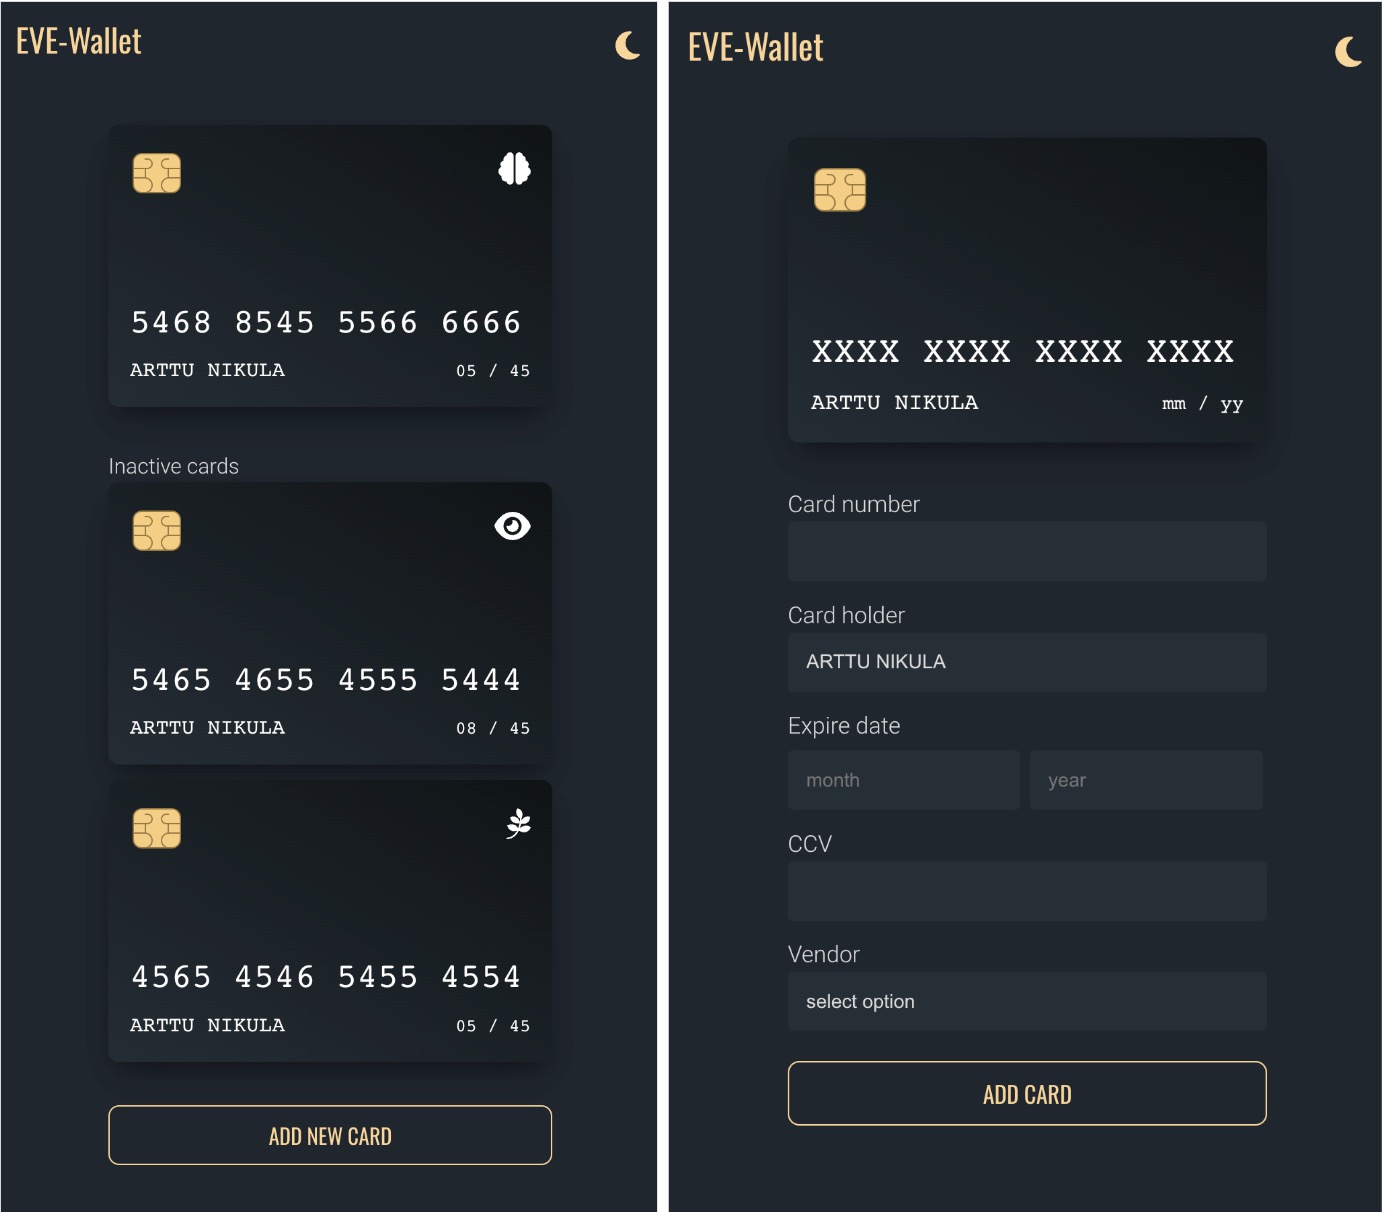 EVE-Wallet
5468 8545 5566 6666
ARTTU NIKULA 05 / 45
Inactive cards
5465 4655 4555 5444
ARTTU NIKULA 08 / 45
4565 4546 5455 4554
ARTTU NIKULA 05 / 45
ADD NEW CARD
EVE-Wallet
XXXX XXXX XXXX XXXX
ARTTU NIKULA mm / yy
Card number
Card holder
ARTTU NIKULA
Expire date
month year
CCV
Vendor
select option
ADD CARD